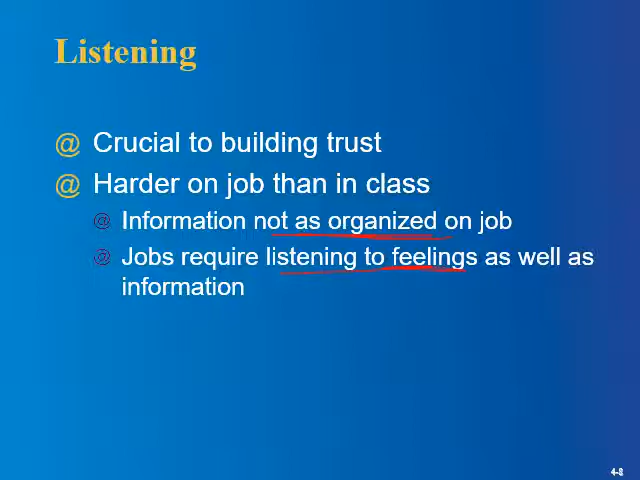 Listening
@ Crucial to building trust
@ Harder on job than in class
@ Information not as organized on job
@ Jobs require listening to feelings as well as
information
4-8